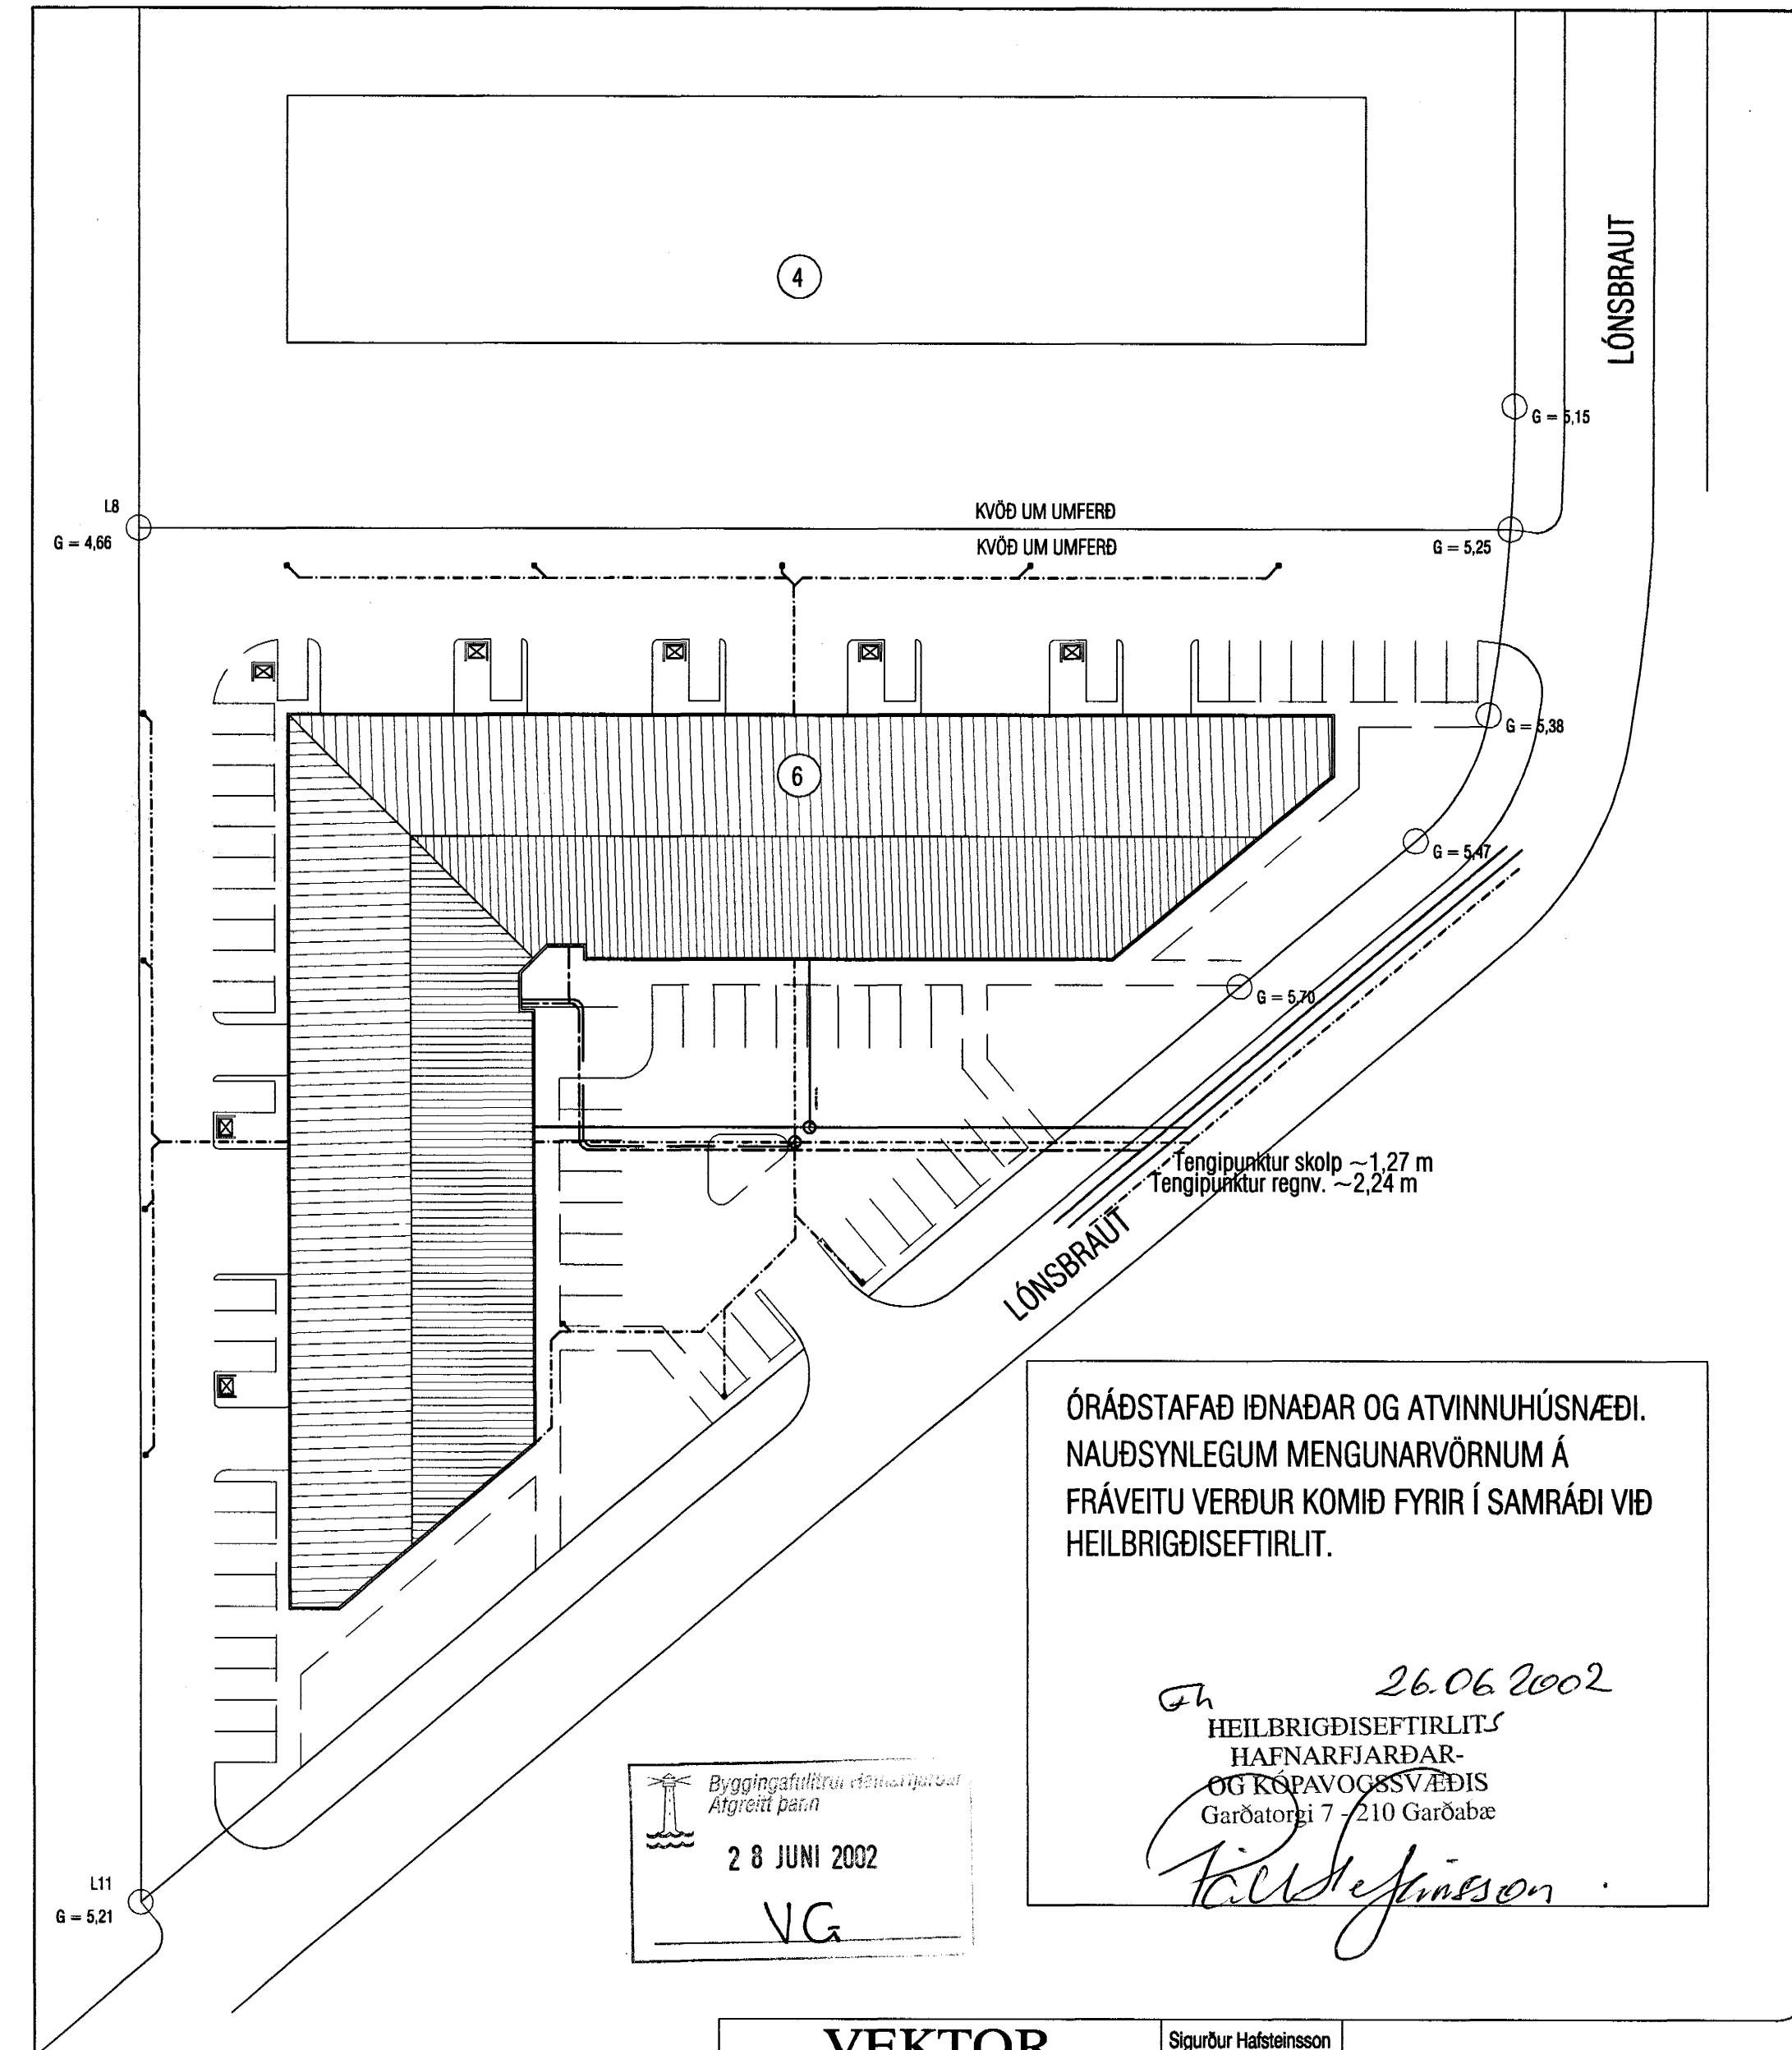 LÓNSBRAUT
4
G = 5,15
L8
G = 4,66
KVÖÐ UM UMFERÐ
KVÖÐ UM UMFERÐ
G = 5,25
G = 5,38
6
G = 5,47
G = 5,70
Tengipunktur skolp ~1,27 m
Tengipunktur regnv. ~2,24 m
LÓNSBRAUT
ÓRÁÐSTAFAÐ IÐNAÐAR OG ATVINNUHÚSNÆÐI.
NAUÐSYNLEGUM MENGUNARVÖRNUM Á
FRÁVEITU VERÐUR KOMIÐ FYRIR Í SAMRÁÐI VIÐ
HEILBRIGÐISEFTIRLIT.
26.06.2002
HEILBRIGÐISEFTIRLITS
HAFNARFJARÐAR-
OG KÓPAVOGSSVÆÐIS
Garðatorgi 7 - 210 Garðabæ
Byggingafulltrúi
Afgreitt þann
28 JUNI 2002
VG
L11
G = 5,21
VEKTOR
Sigurður Hafsteinsson